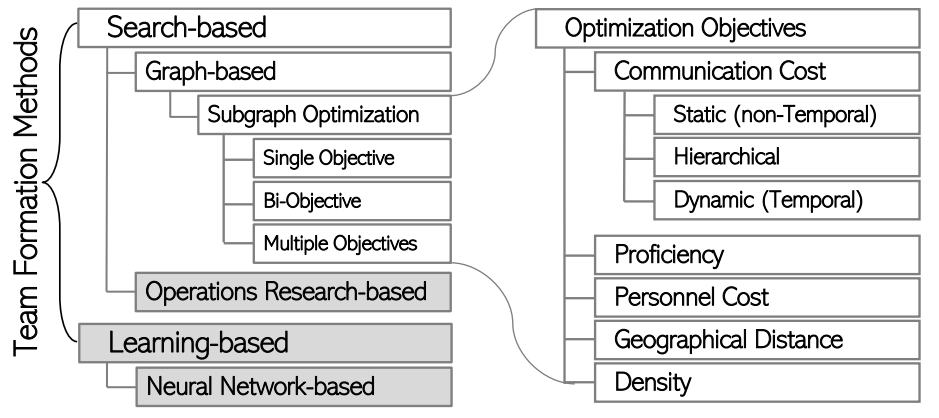 Team Formation Methods
Search-based
Graph-based
Subgraph Optimization
Single Objective
Bi-Objective
Multiple Objectives
Operations Research-based
Learning-based
Neural Network-based
Optimization Objectives
Communication Cost
Static (non-Temporal)
Hierarchical
Dynamic (Temporal)
Proficiency
Personnel Cost
Geographical Distance
Density